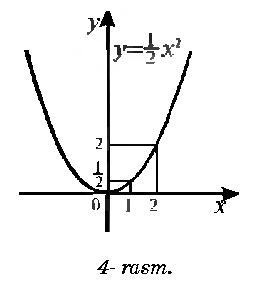 y
y=½x²
2
½
0 1 2 x
4- rasm.